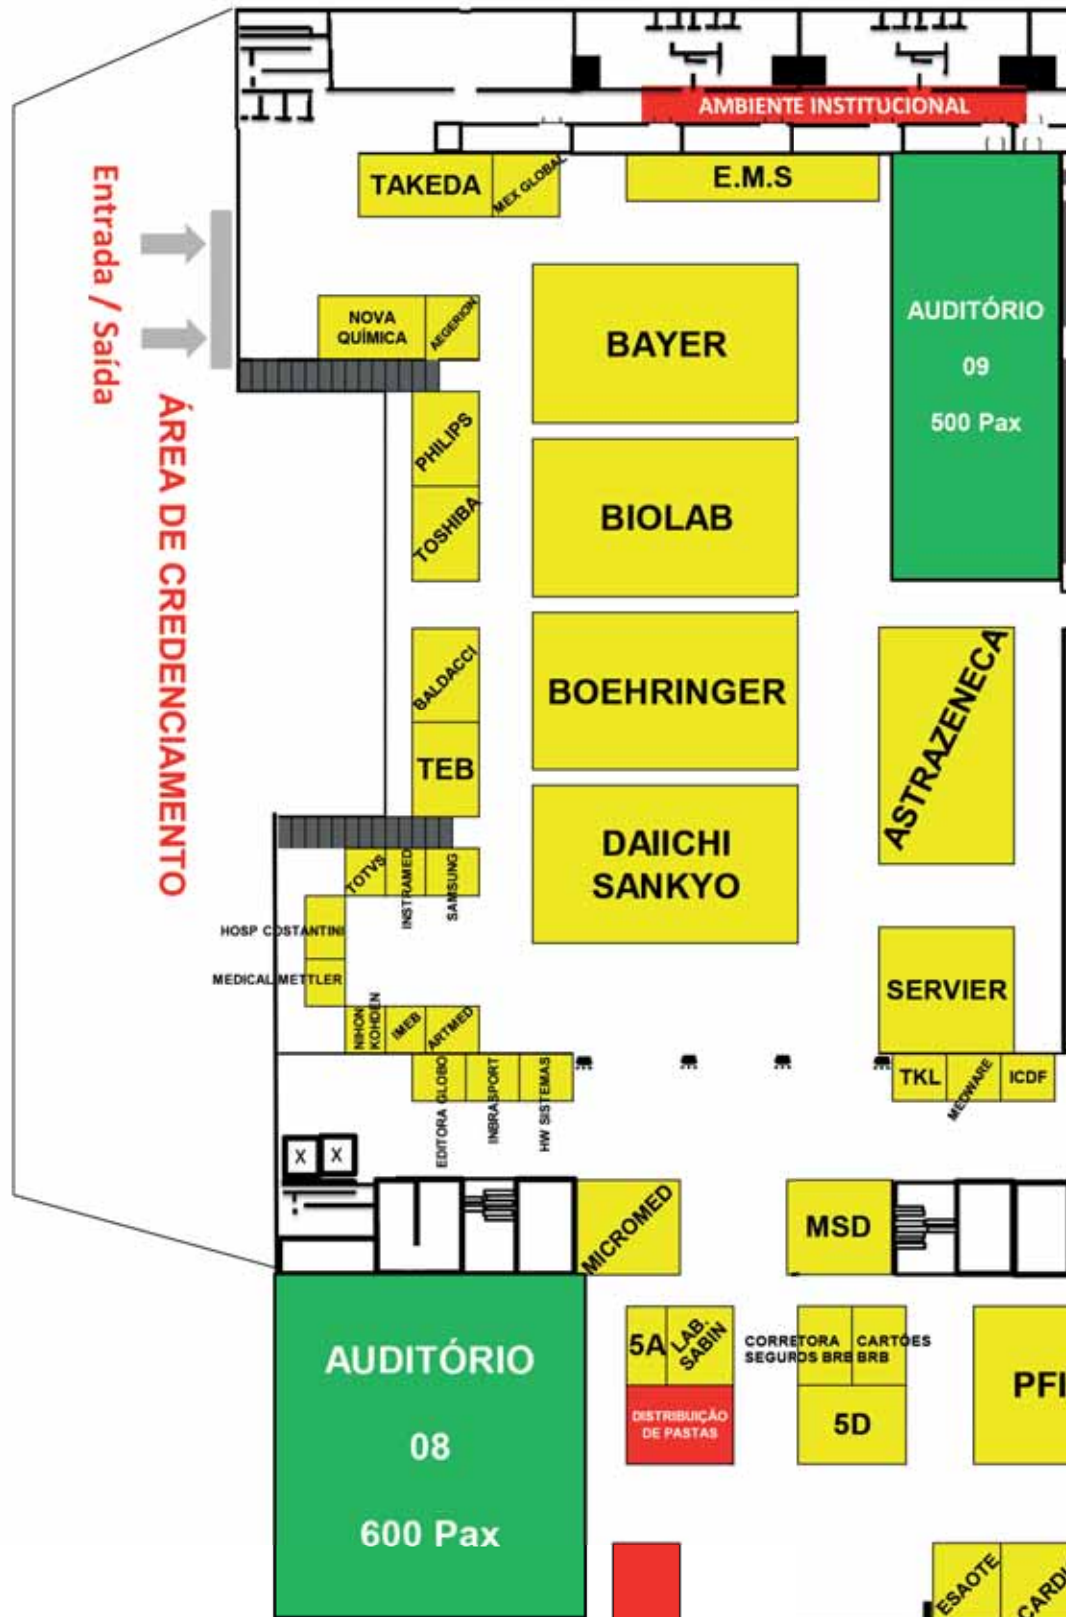 AMBIENTE INSTITUCIONAL
TAKEDA
MEX GLOBAL
E.M.S
Entrada / Saída
NOVA
QUÍMICA
AEGERION
BAYER
AUDITÓRIO
09
500 Pax
ÁREA DE CREDENCIAMENTO
PHILIPS
TOSHIBA
BIOLAB
BALDACCI
TEB
BOEHRINGER
ASTRAZENECA
DAIICHI
SANKYO
TOTVS
INSTRAMED
SAMSUNG
HOSP COSTANTINI
MEDICAL METTLER
NIHON
KOHDEN
IMEB
ARTMED
SERVIER
EDITORA GLOBO
INBRASPORT
HW SISTEMAS
TKL
MEDWARE
ICDF
X
X
MICROMED
MSD
AUDITÓRIO
08
600 Pax
5A
LAB.
SABIN
CORRETORA
SEGUROS BRB
CARTÕES
BRB
DISTRIBUIÇÃO
DE PASTAS
5D
ESAOTE